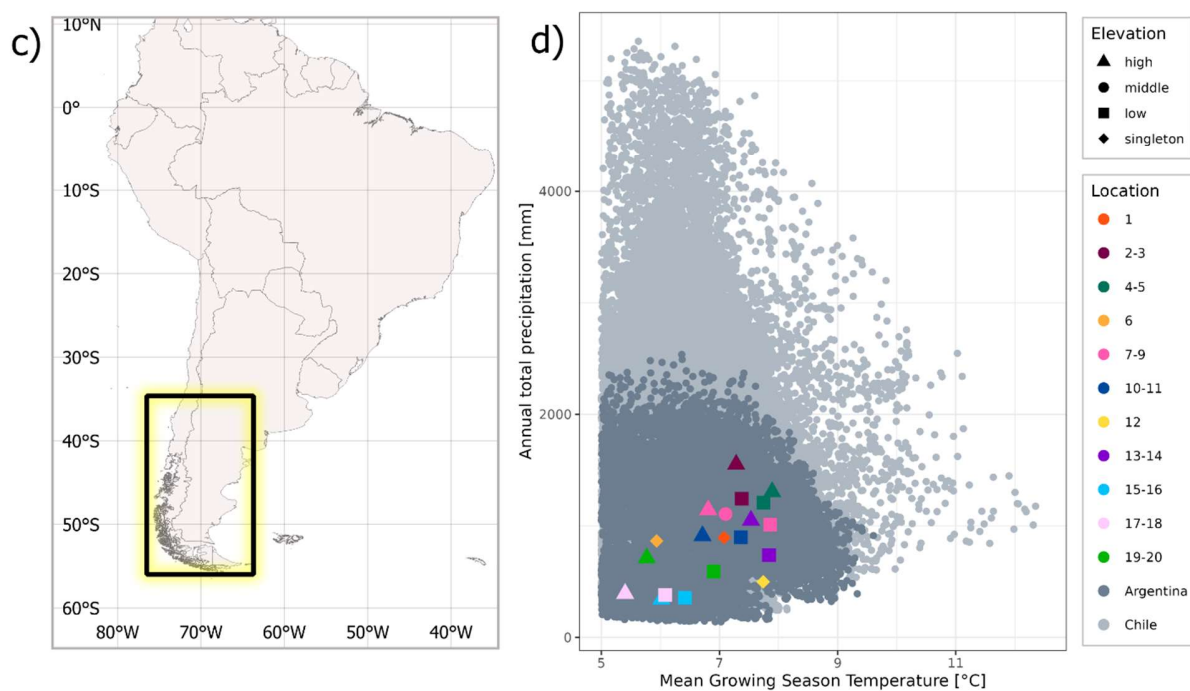 c)
10°N
0°
10°S
20°S
30°S
40°S
50°S
60°S
80°W 70°W 60°W 50°W 40°W
d)
Annual total precipitation [mm]
4000
2000
0
5 7 9 11
Mean Growing Season Temperature [°C]
Elevation
high
middle
low
singleton
Location
1
2-3
4-5
6
7-9
10-11
12
13-14
15-16
17-18
19-20
Argentina
Chile